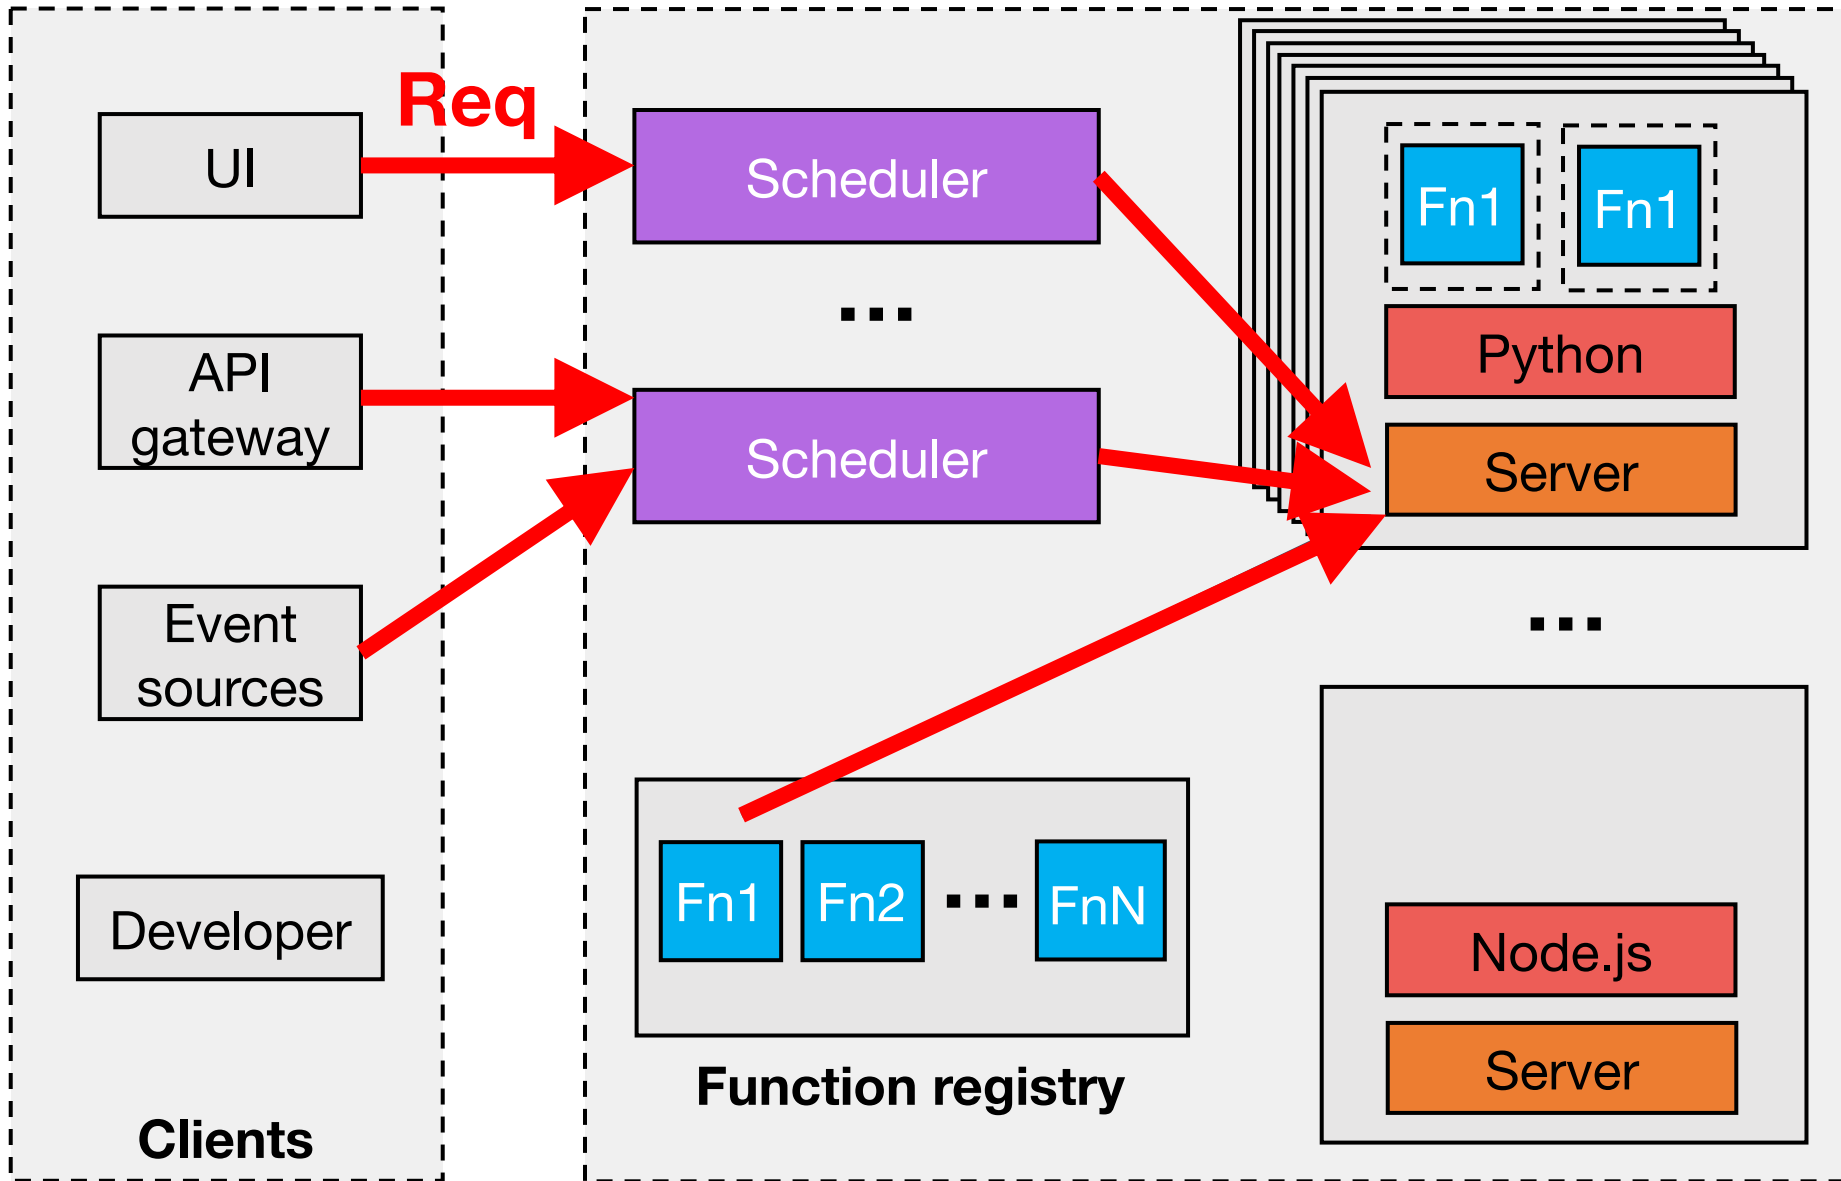 Req
UI
Scheduler
Fn1
Fn1
Python
API
gateway
Scheduler
Server
Event
sources
Fn1
Fn2
FnN
Developer
Node.js
Server
Function registry
Clients